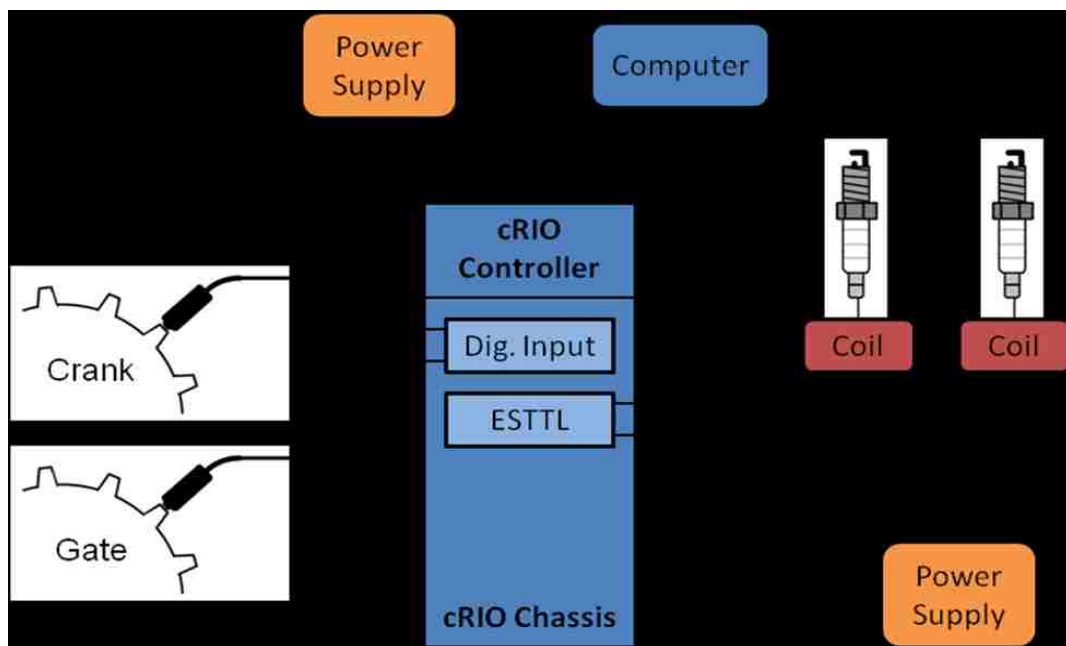 Power
Supply
Computer
cRIO
Controller
Dig. Input
ESTTL
cRIO Chassis
Crank
Gate
Coil
Coil
Power
Supply